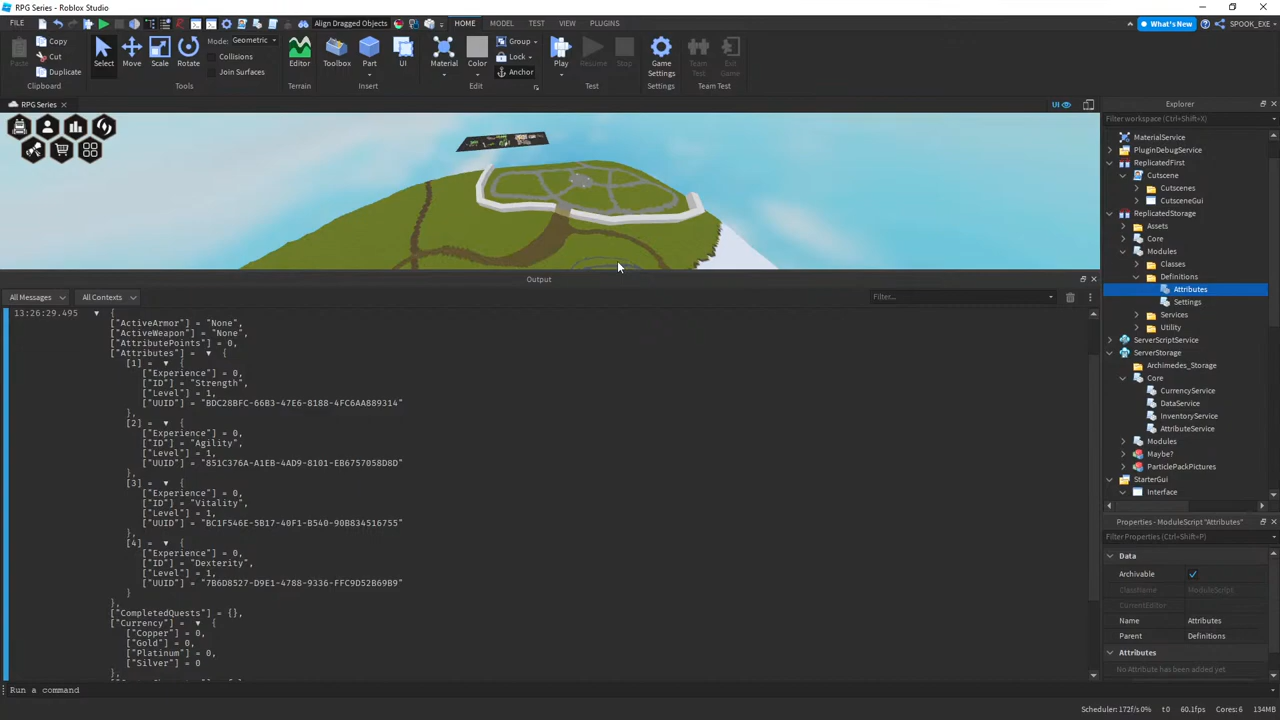 RPG Series - Roblox Studio
FILE
Align Dragged Objects
HOME MODEL TEST VIEW PLUGINS
What's New
SPOOK_EXE
Paste
Copy
Cut
Duplicate
Clipboard
Select Move Scale Rotate
Mode: Geometric
Collisions
Join Surfaces
Tools
Editor
Terrain
Toolbox Part UI
Insert
Material Color
Group
Lock
Anchor
Edit
Play Resume Stop
Test
Game Settings
Settings
Team Test
Exit Game
Team Test
RPG Series
UI
Output
All Messages
All Contexts
Filter...
13:26:29.495 ▼ {
["ActiveArmor"] = "None",
["ActiveWeapon"] = "None",
["AttributePoints"] = 0,
["Attributes"] = ▼ {
[1] = ▼ {
["Experience"] = 0,
["ID"] = "Strength",
["Level"] = 1,
["UUID"] = "BDC28BFC-66B3-47E6-8188-4FC6AA889314"
},
[2] = ▼ {
["Experience"] = 0,
["ID"] = "Agility",
["Level"] = 1,
["UUID"] = "851C376A-A1EB-4AD9-8101-EB6757058D8D"
},
[3] = ▼ {
["Experience"] = 0,
["ID"] = "Vitality",
["Level"] = 1,
["UUID"] = "BC1F546E-5B17-40F1-B540-90B834516755"
},
[4] = ▼ {
["Experience"] = 0,
["ID"] = "Dexterity",
["Level"] = 1,
["UUID"] = "7B6D8527-D9E1-4788-9336-FFC9D52B69B9"
}
},
["CompletedQuests"] = {},
["Currency"] = ▼ {
["Copper"] = 0,
["Gold"] = 0,
["Platinum"] = 0,
["Silver"] = 0
},
Run a command
Explorer
Filter workspace (Ctrl+Shift+X)
MaterialService
PluginDebugService
ReplicatedFirst
Cutscene
Cutscenes
CutsceneGui
ReplicatedStorage
Assets
Core
Modules
Classes
Definitions
Attributes
Settings
Services
Utility
ServerScriptService
ServerStorage
Archimedes_Storage
Core
CurrencyService
DataService
InventoryService
AttributeService
Modules
Maybe?
ParticlePackPictures
StarterGui
Interface
Properties - ModuleScript "Attributes"
Filter Properties (Ctrl+Shift+P)
Data
Archivable
ClassName ModuleScript
CurrentEditor
Name Attributes
Parent Definitions
Attributes
No Attribute has been added yet
Scheduler: 172f/s 0% t 0 60.1fps Cores: 6 134MB